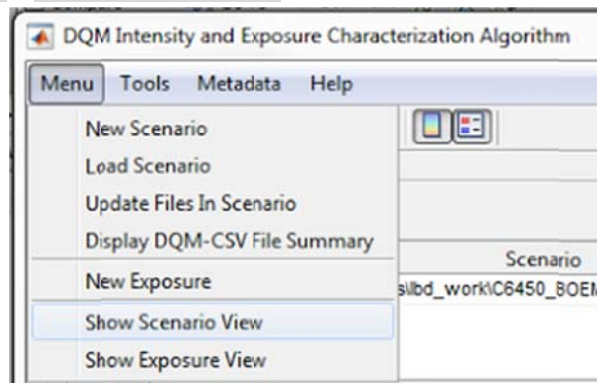 DQM Intensity and Exposure Characterization Algorithm
Menu Tools Metadata Help
New Scenario
Load Scenario
Update Files In Scenario
Display DQM-CSV File Summary
Scenario
New Exposure
s\lbd_work\C6450_BOEM
Show Scenario View
Show Exposure View